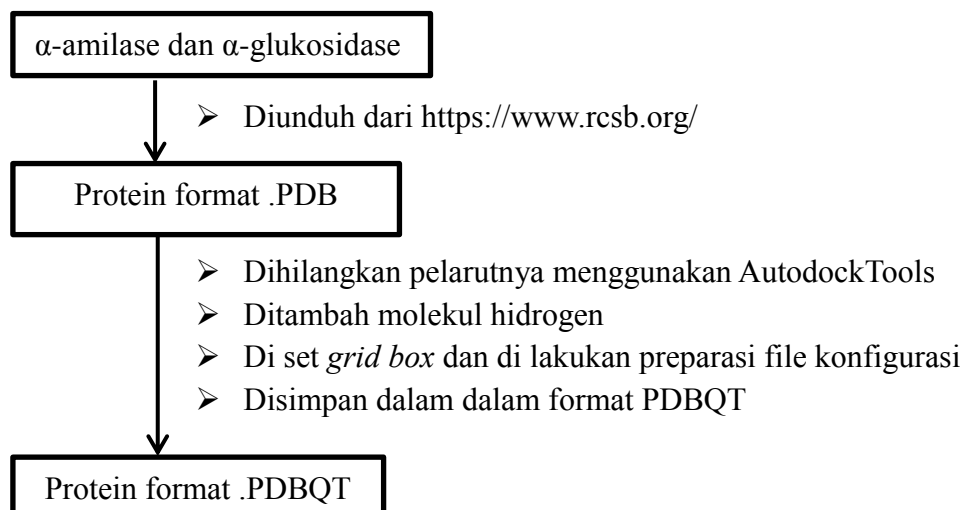 α-amilase dan α-glukosidase
➢ Diunduh dari https://www.rcsb.org/
Protein format .PDB
➢ Dihilangkan pelarutnya menggunakan AutodockTools
➢ Ditambah molekul hidrogen
➢ Di set grid box dan di lakukan preparasi file konfigurasi
➢ Disimpan dalam dalam format PDBQT
Protein format .PDBQT